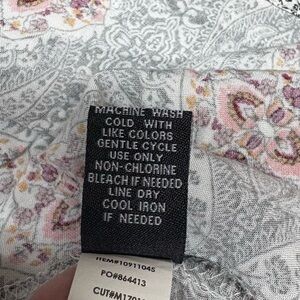 MACHINE WASH
COLD WITH
LIKE COLORS
GENTLE CYCLE
USE ONLY
NON-CHLORINE
BLEACH IF NEEDED
LINE DRY
COOL IRON
IF NEEDED
ITEM#10911045
PO#864413